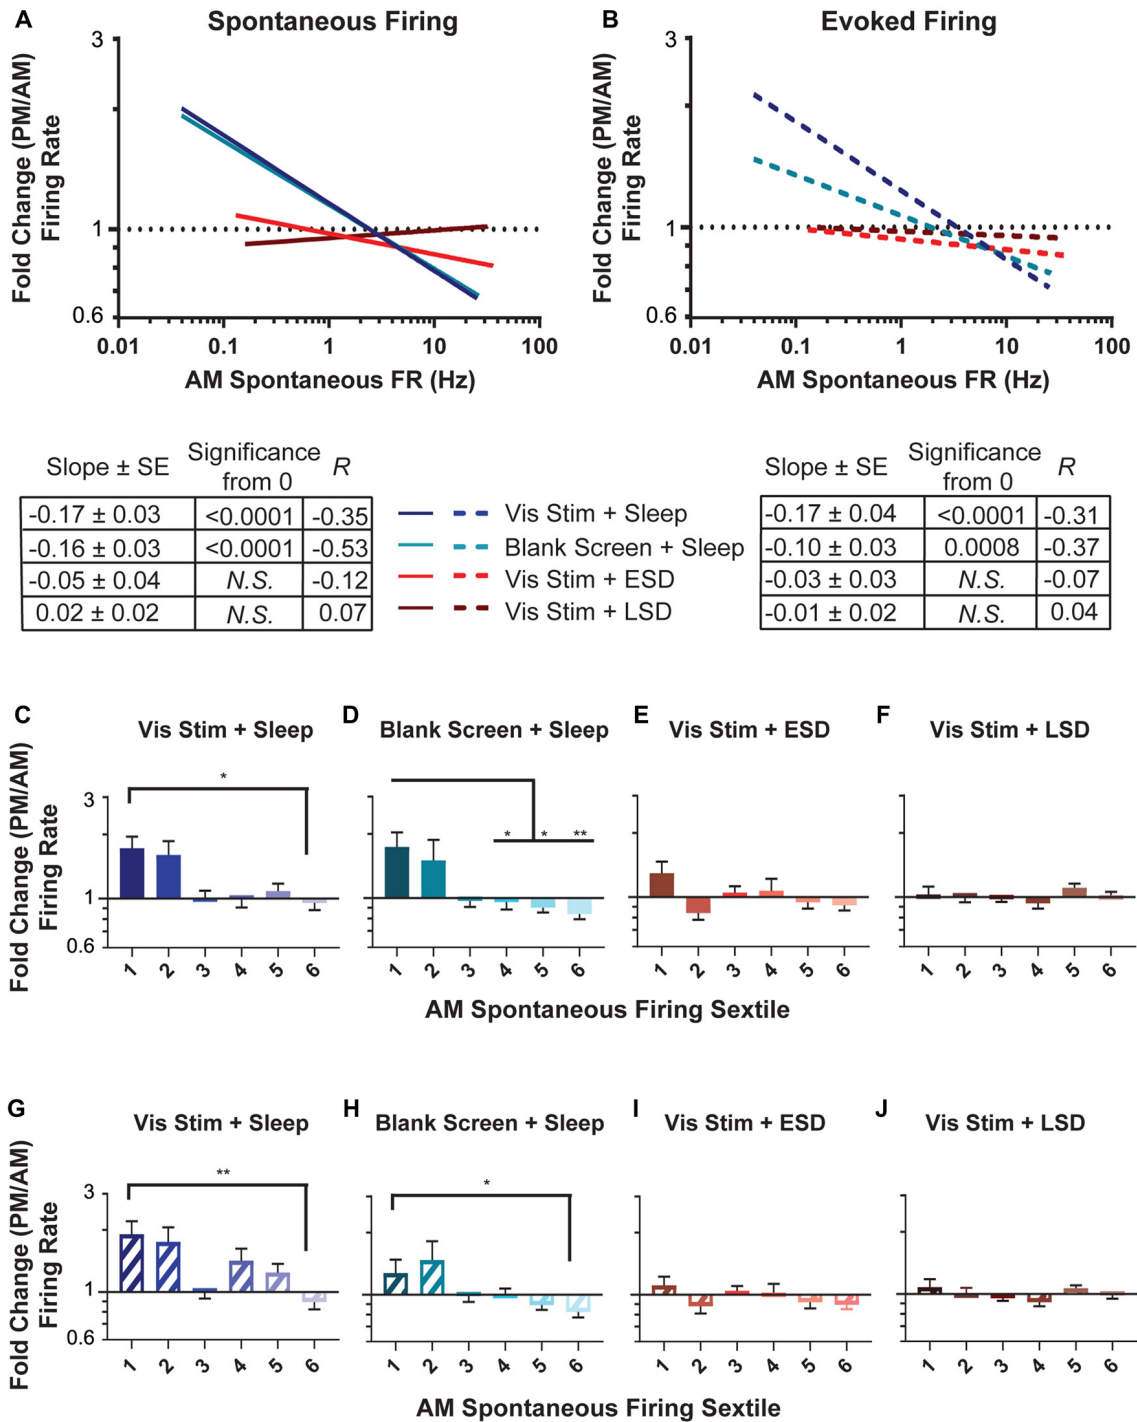 A Spontaneous Firing
B Evoked Firing
Fold Change (PM/AM)
Firing Rate
3
1
0.6
0.01 0.1 1 10 100
AM Spontaneous FR (Hz)
Fold Change (PM/AM)
Firing Rate
3
1
0.6
0.01 0.1 1 10 100
AM Spontaneous FR (Hz)
Slope ± SE Significance from 0 R
-0.17 ± 0.03 <0.0001 -0.35
-0.16 ± 0.03 <0.0001 -0.53
-0.05 ± 0.04 N.S. -0.12
0.02 ± 0.02 N.S. 0.07
Vis Stim + Sleep
Blank Screen + Sleep
Vis Stim + ESD
Vis Stim + LSD
Slope ± SE Significance from 0 R
-0.17 ± 0.04 <0.0001 -0.31
-0.10 ± 0.03 0.0008 -0.37
-0.03 ± 0.03 N.S. -0.07
-0.01 ± 0.02 N.S. 0.04
C Vis Stim + Sleep
D Blank Screen + Sleep
E Vis Stim + ESD
F Vis Stim + LSD
Fold Change (PM/AM)
Firing Rate
3
1
0.6
*
* * **
1 2 3 4 5 6
1 2 3 4 5 6
1 2 3 4 5 6
1 2 3 4 5 6
AM Spontaneous Firing Sextile
G Vis Stim + Sleep
H Blank Screen + Sleep
I Vis Stim + ESD
J Vis Stim + LSD
Fold Change (PM/AM)
Firing Rate
3
1
0.6
**
*
1 2 3 4 5 6
1 2 3 4 5 6
1 2 3 4 5 6
1 2 3 4 5 6
AM Spontaneous Firing Sextile